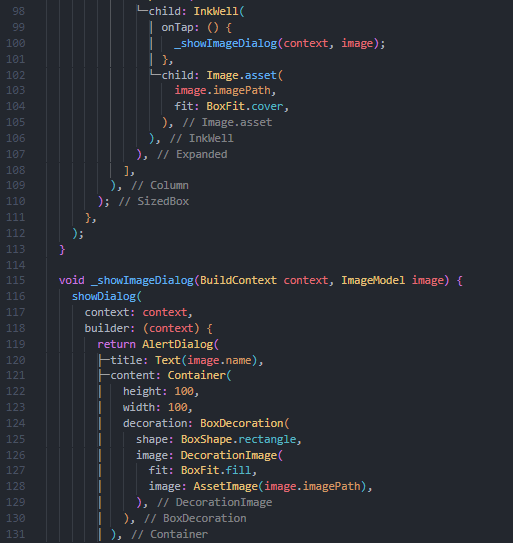 98 child: InkWell(
99 onTap: () {
100 _showImageDialog(context, image);
101 },
102 child: Image.asset(
103 image.imagePath,
104 fit: BoxFit.cover,
105 ), // Image.asset
106 ), // InkWell
107 ), // Expanded
108 ],
109 ), // Column
110 ); // SizedBox
111 },
112 );
113 }
114
115 void _showImageDialog(BuildContext context, ImageModel image) {
116 showDialog(
117 context: context,
118 builder: (context) {
119 return AlertDialog(
120 title: Text(image.name),
121 content: Container(
122 height: 100,
123 width: 100,
124 decoration: BoxDecoration(
125 shape: BoxShape.rectangle,
126 image: DecorationImage(
127 fit: BoxFit.fill,
128 image: AssetImage(image.imagePath),
129 ), // DecorationImage
130 ), // BoxDecoration
131 ), // Container